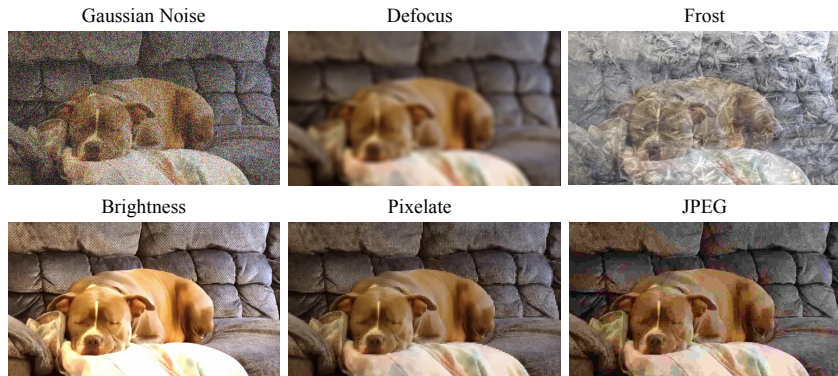 Gaussian Noise
Defocus
Frost
Brightness
Pixelate
JPEG